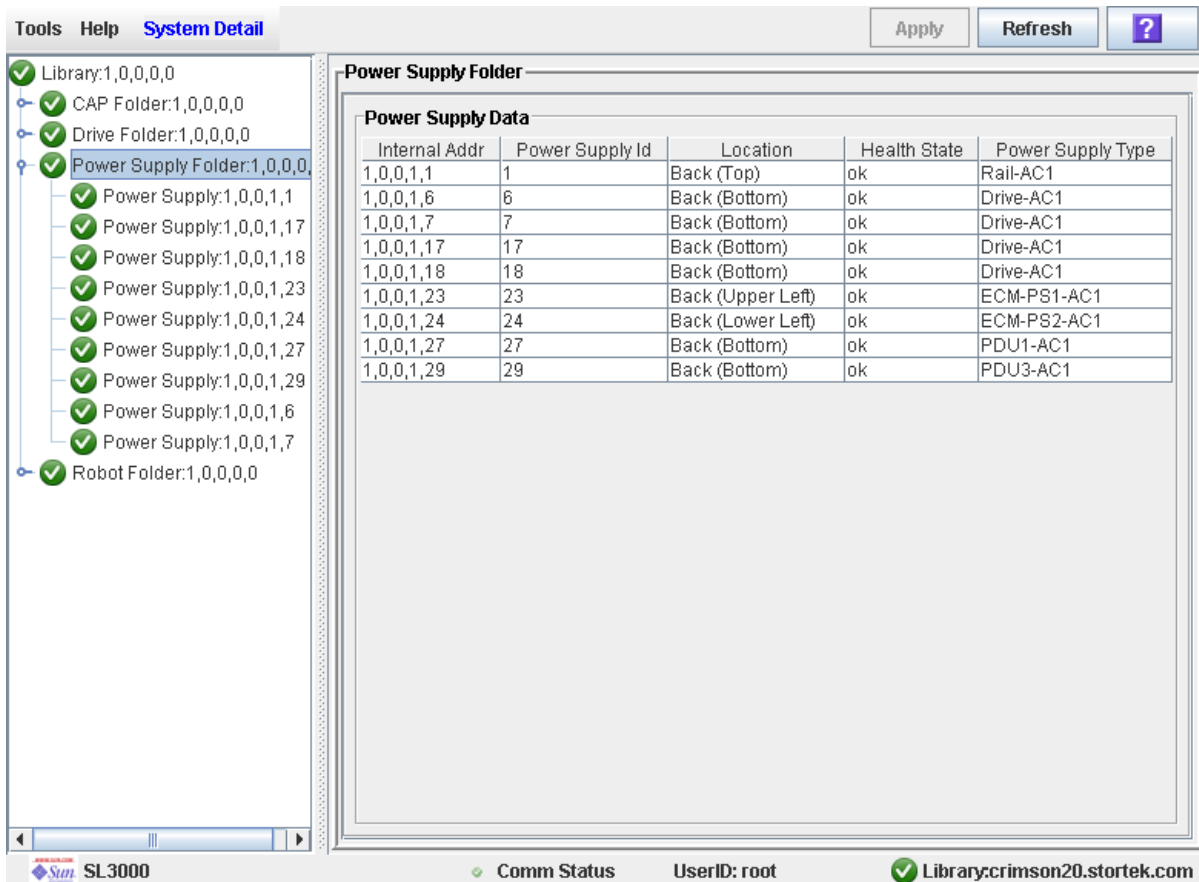 Tools Help System Detail Apply Refresh ?
Library:1,0,0,0,0
CAP Folder:1,0,0,0,0
Drive Folder:1,0,0,0,0
Power Supply Folder:1,0,0,0,
Power Supply:1,0,0,1,1
Power Supply:1,0,0,1,17
Power Supply:1,0,0,1,18
Power Supply:1,0,0,1,23
Power Supply:1,0,0,1,24
Power Supply:1,0,0,1,27
Power Supply:1,0,0,1,29
Power Supply:1,0,0,1,6
Power Supply:1,0,0,1,7
Robot Folder:1,0,0,0,0
Power Supply Folder
Power Supply Data
Internal Addr Power Supply Id Location Health State Power Supply Type
1,0,0,1,1 1 Back (Top) ok Rail-AC1
1,0,0,1,6 6 Back (Bottom) ok Drive-AC1
1,0,0,1,7 7 Back (Bottom) ok Drive-AC1
1,0,0,1,17 17 Back (Bottom) ok Drive-AC1
1,0,0,1,18 18 Back (Bottom) ok Drive-AC1
1,0,0,1,23 23 Back (Upper Left) ok ECM-PS1-AC1
1,0,0,1,24 24 Back (Lower Left) ok ECM-PS2-AC1
1,0,0,1,27 27 Back (Bottom) ok PDU1-AC1
1,0,0,1,29 29 Back (Bottom) ok PDU3-AC1
Sun SL3000 Comm Status UserID: root Library:crimson20.stortek.com